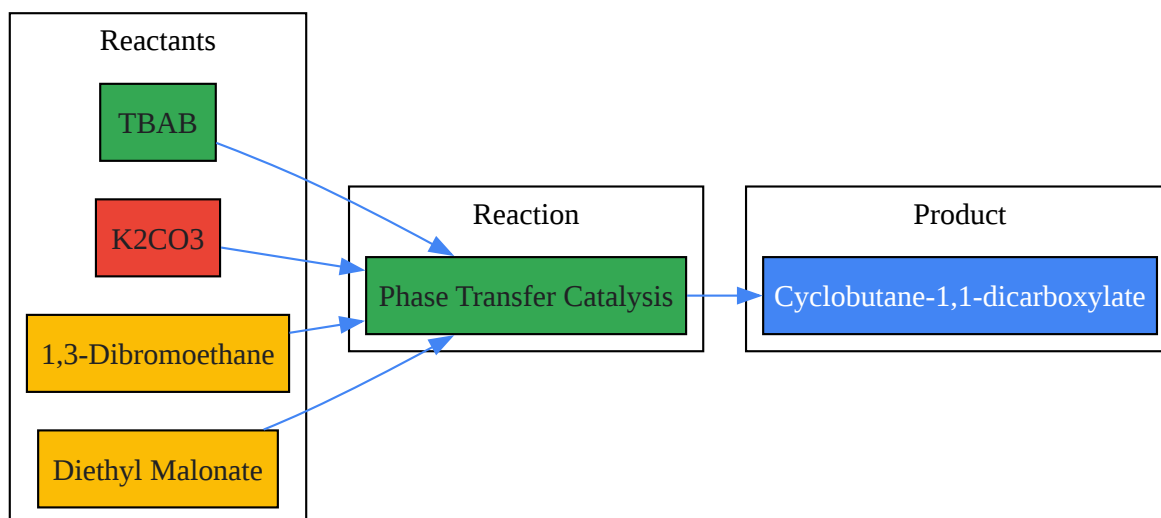 Reactants
TBAB
K2CO3
1,3-Dibromoethane
Diethyl Malonate
Reaction
Phase Transfer Catalysis
Product
Cyclobutane-1,1-dicarboxylate